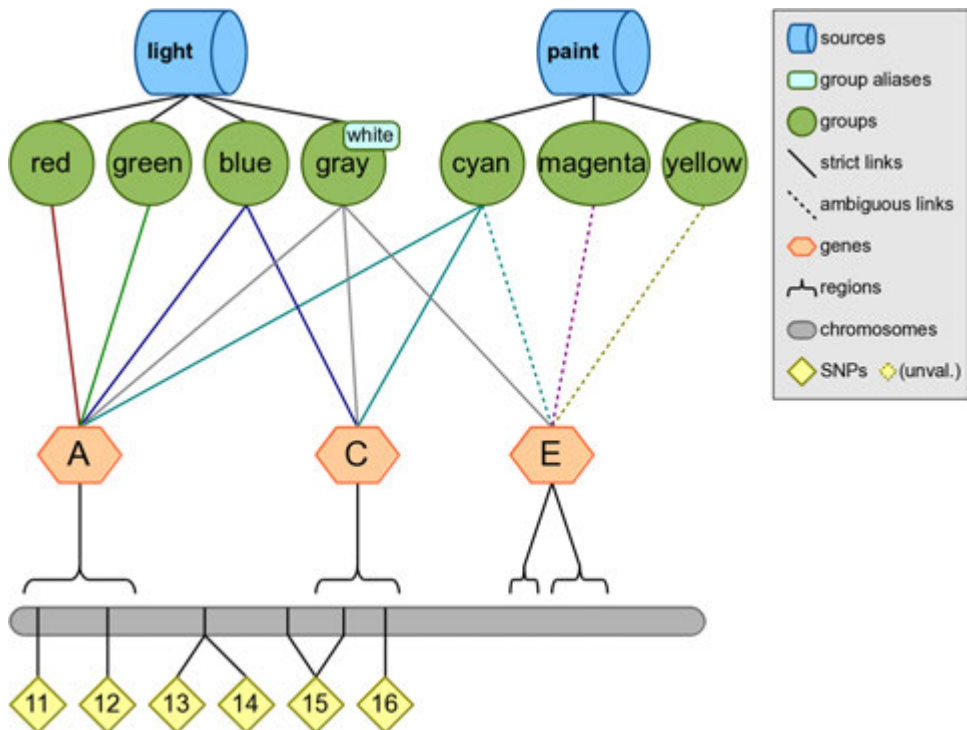 light
paint
white
red
green
blue
gray
cyan
magenta
yellow
A
C
E
11
12
13
14
15
16
sources
group aliases
groups
strict links
ambiguous links
genes
regions
chromosomes
SNPs (unval.)